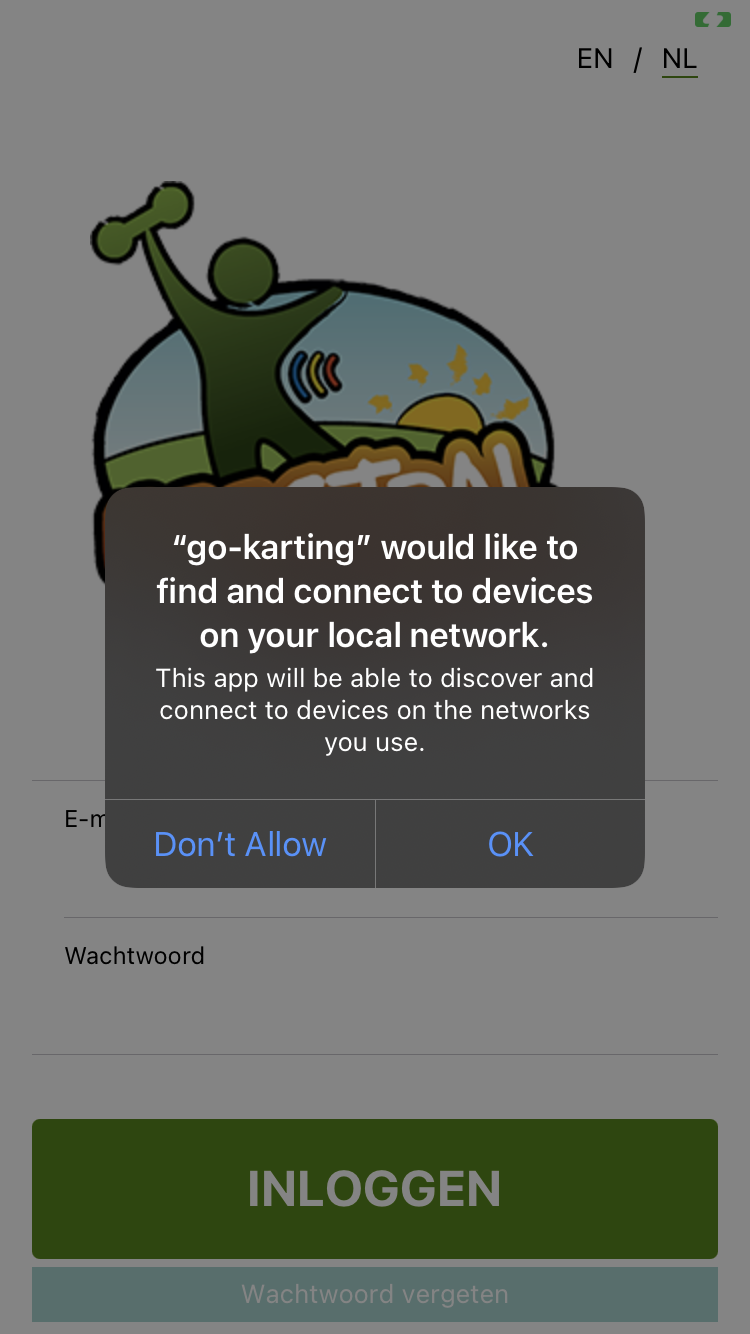 EN / NL
“go-karting” would like to
find and connect to devices
on your local network.
This app will be able to discover and
connect to devices on the networks
you use.
Don’t Allow
OK
Wachtwoord
INLOGGEN
Wachtwoord vergeten